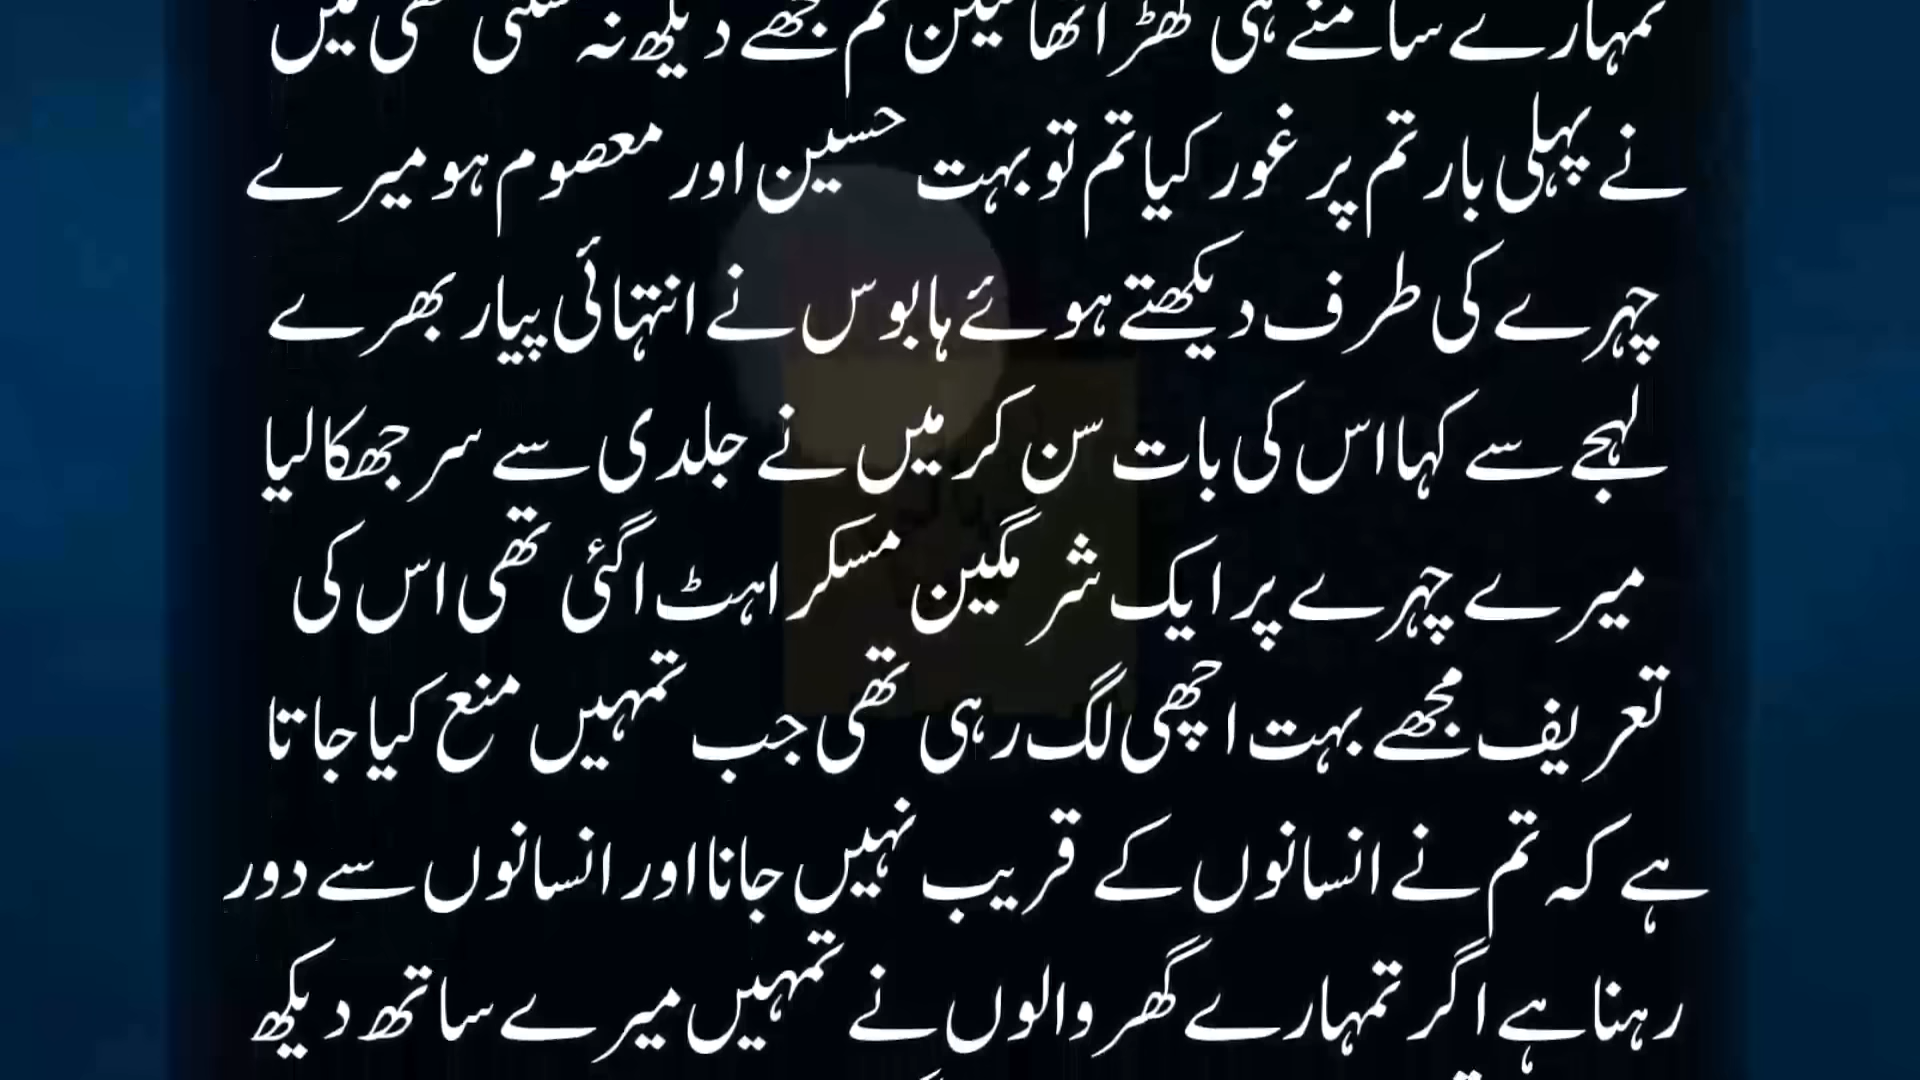 تمہارے سامنے ہی کھڑا تھا لیکن تم مجھے دیکھ نہ سکتی تھی میں
نے پہلی بار تم پر غور کیا تم تو بہت حسین اور معصوم ہو میرے
چہرے کی طرف دیکھتے ہوئے ہابوس نے انتہائی پیار بھرے
لہجے سے کہا اس کی بات سن کر میں نے جلدی سے سر جھکا لیا
میرے چہرے پر ایک شرمگین مسکراہٹ اگئی تھی اس کی
تعریف مجھے بہت اچھی لگ رہی تھی جب تمہیں منع کیا جاتا
ہے کہ تم نے انسانوں کے قریب نہیں جانا اور انسانوں سے دور
رہنا ہے اگر تمہارے گھر والوں نے تمہیں میرے ساتھ دیکھ